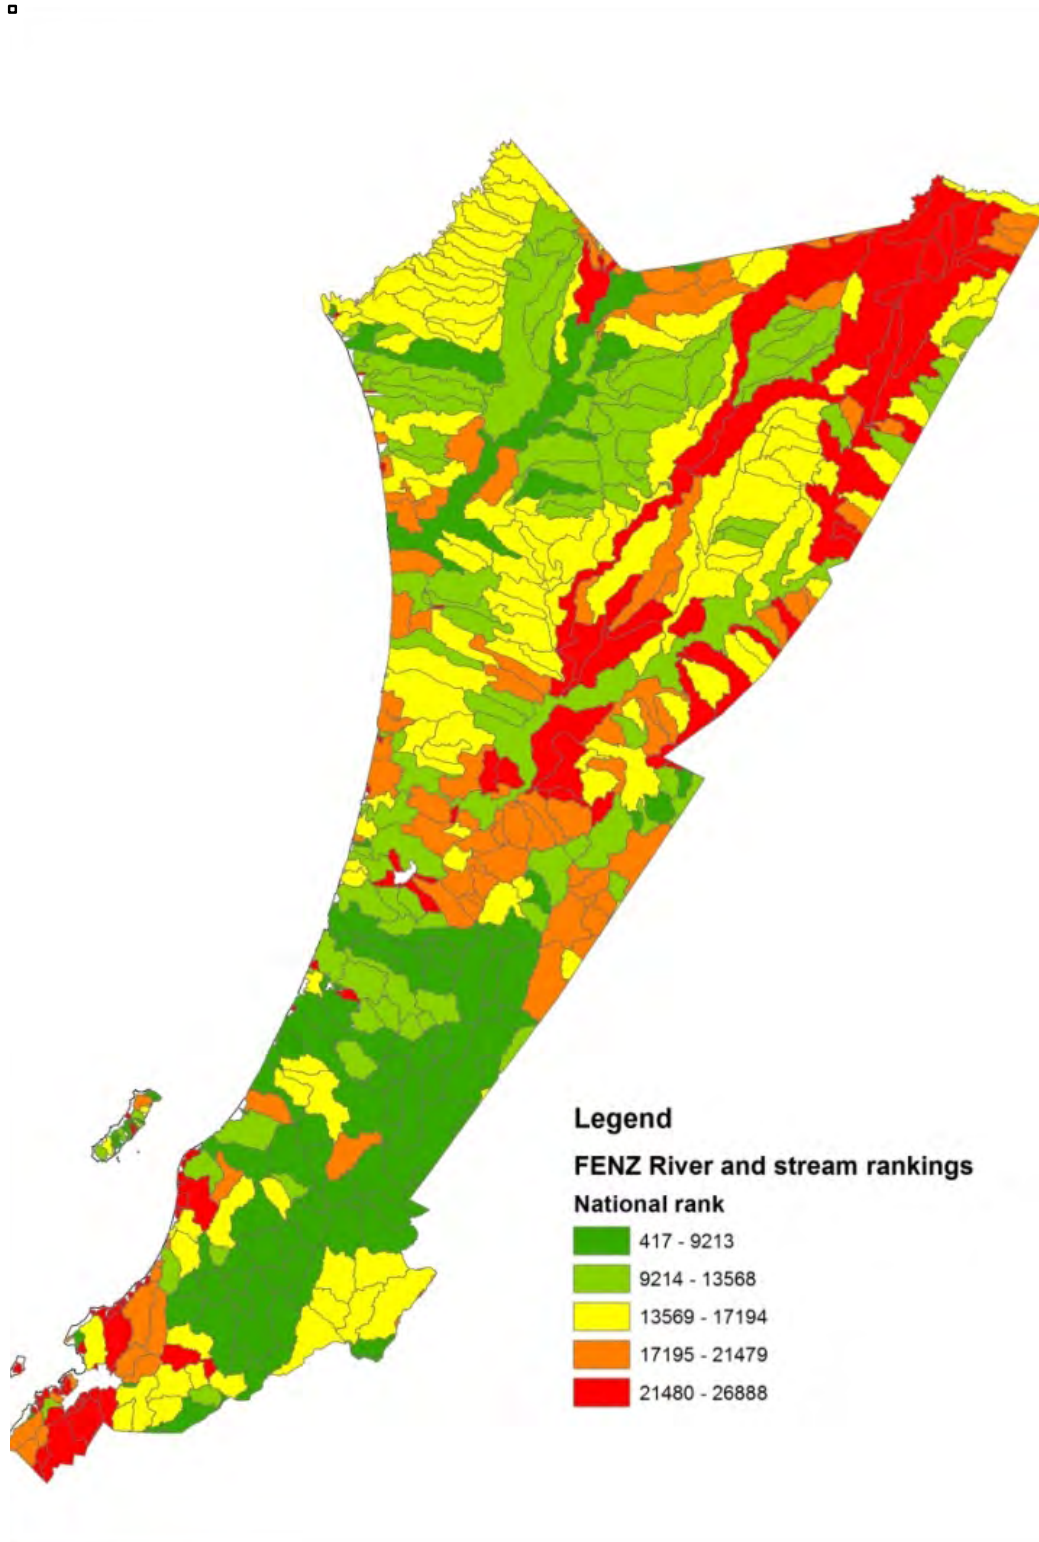 Legend
FENZ River and stream rankings
National rank
417 - 9213
9214 - 13568
13569 - 17194
17195 - 21479
21480 - 26888